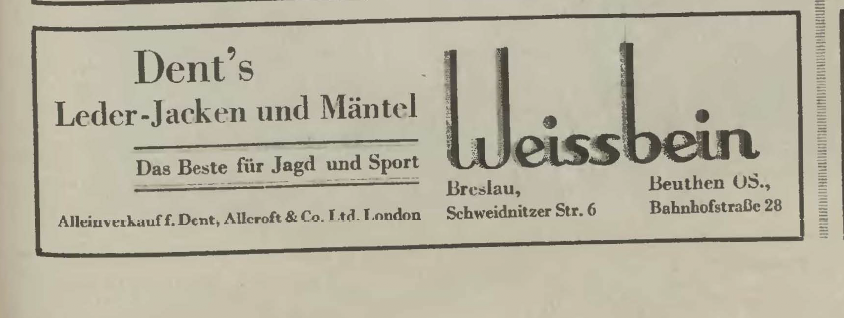 Dent's
Leder-Jacken und Mäntel
Das Beste für Jagd und Sport
Alleinverkauf f. Dent, Allcroft & Co. Ltd. London
Weissbein
Breslau,
Schweidnitzer Str. 6
Beuthen OS.,
Bahnhofstraße 28